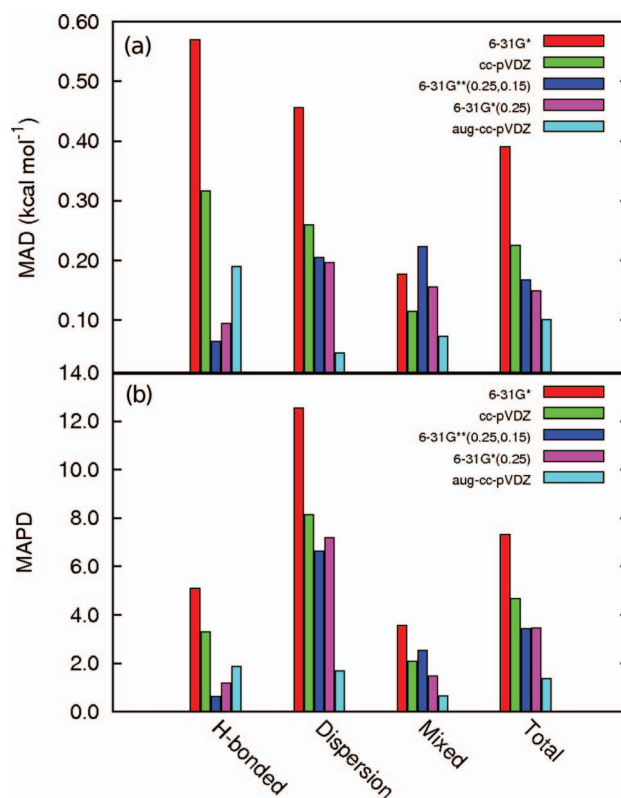 (a)
MAD (kcal mol⁻¹)
0.60
0.50
0.40
0.30
0.20
0.10
6-31G*
cc-pVDZ
6-31G**(0.25,0.15)
6-31G*(0.25)
aug-cc-pVDZ
(b)
MAPD
14.0
12.0
10.0
8.0
6.0
4.0
2.0
0.0
6-31G*
cc-pVDZ
6-31G**(0.25,0.15)
6-31G*(0.25)
aug-cc-pVDZ
H-bonded
Dispersion
Mixed
Total